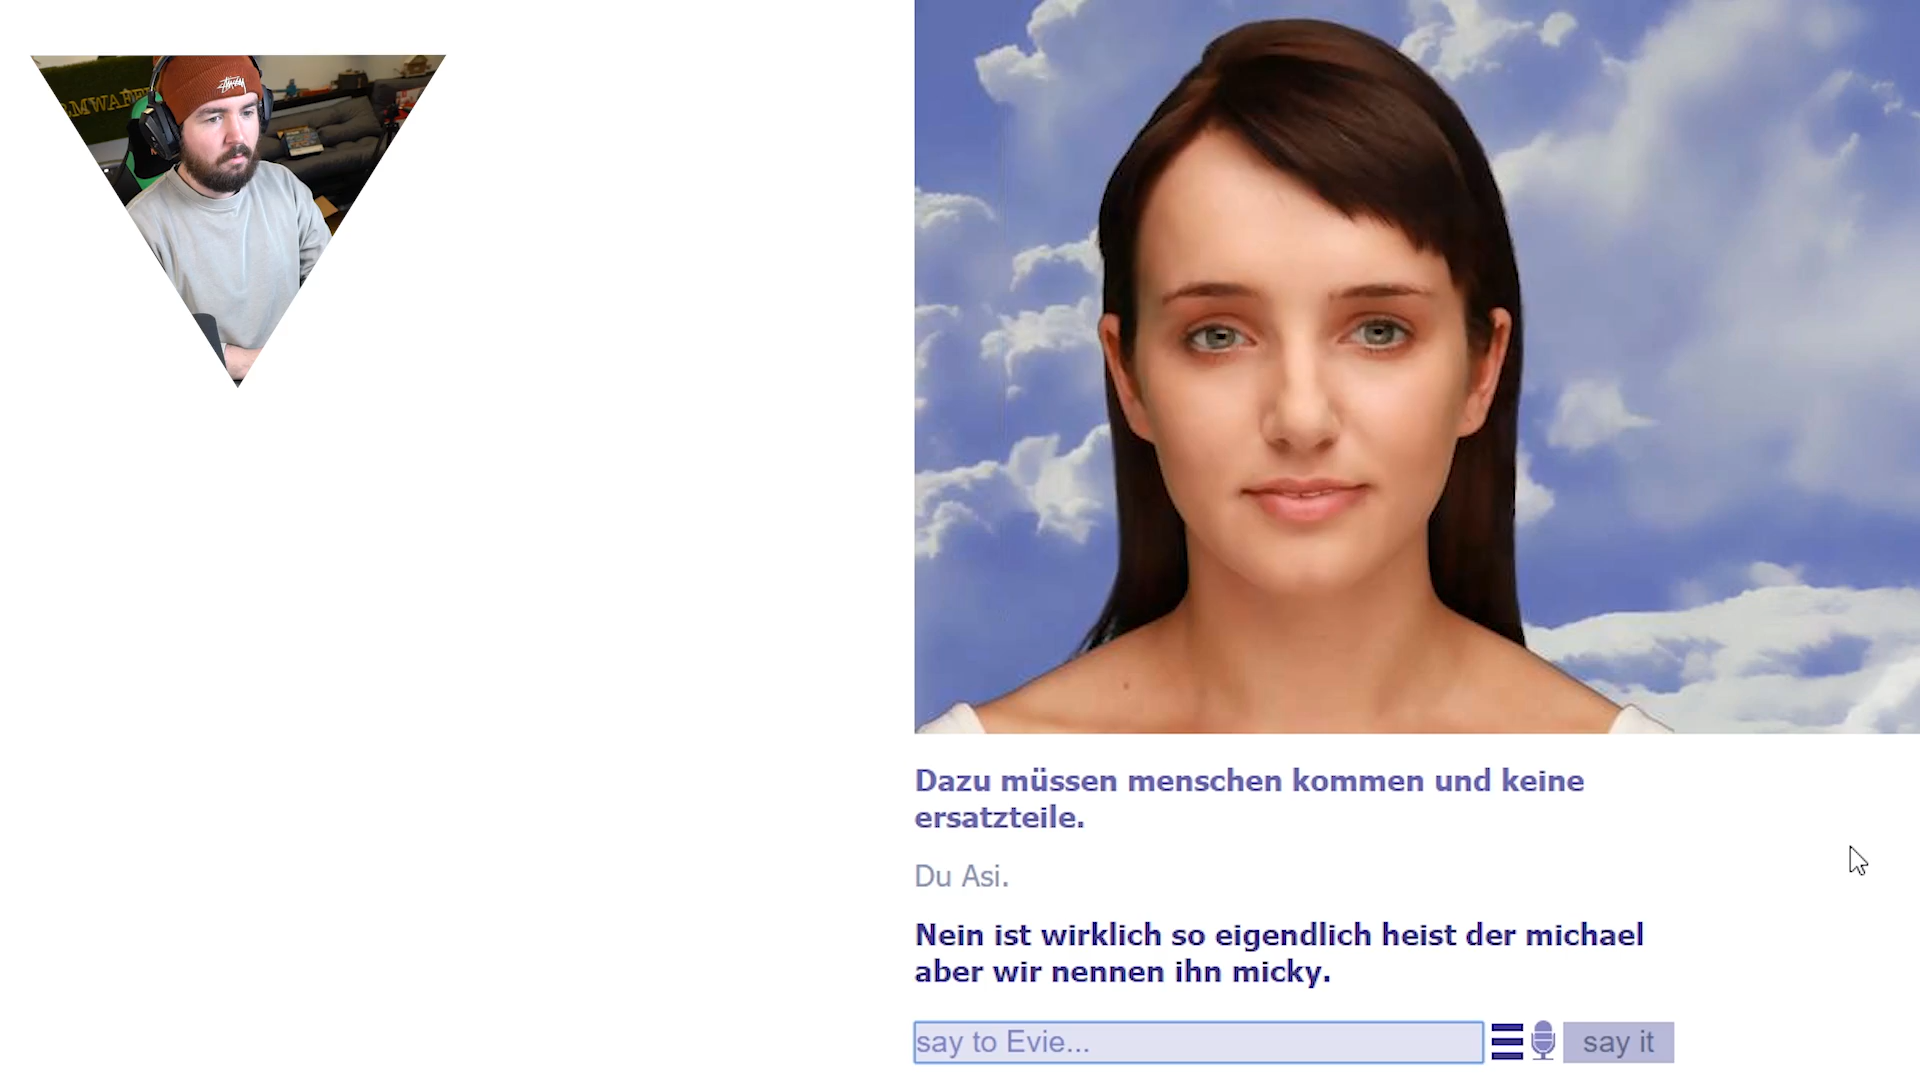 Stüssy
Dazu müssen menschen kommen und keine
ersatzteile.
Du Asi.
Nein ist wirklich so eigendlich heist der michael
aber wir nennen ihn micky.
say to Evie...
say it